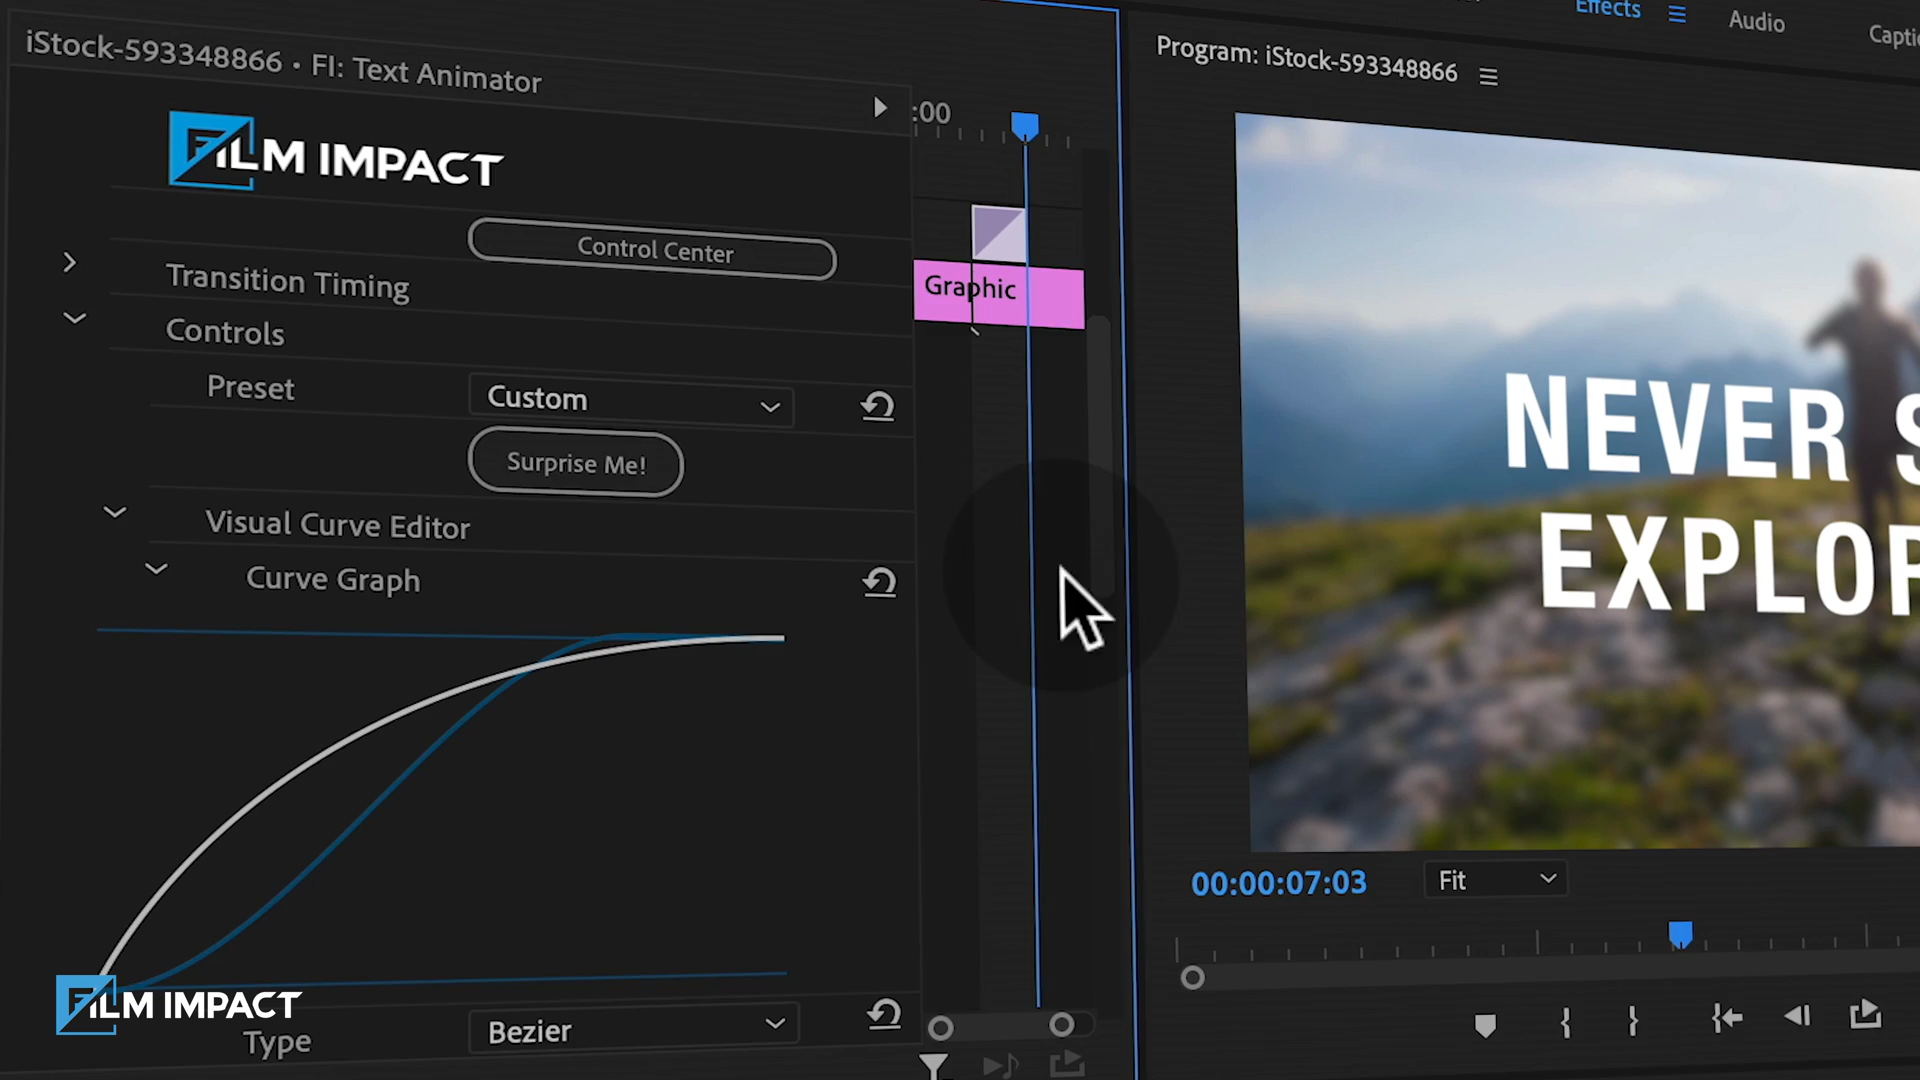 iStock-593348866 • FI: Text Animator
FILM IMPACT
Control Center
Transition Timing
Controls
Preset
Custom
Surprise Me!
Visual Curve Editor
Curve Graph
Type
Bezier
FILM IMPACT
:00
Graphic
Effects
Audio
Program: iStock-593348866
NEVER S
EXPLOR
00:00:07:03
Fit